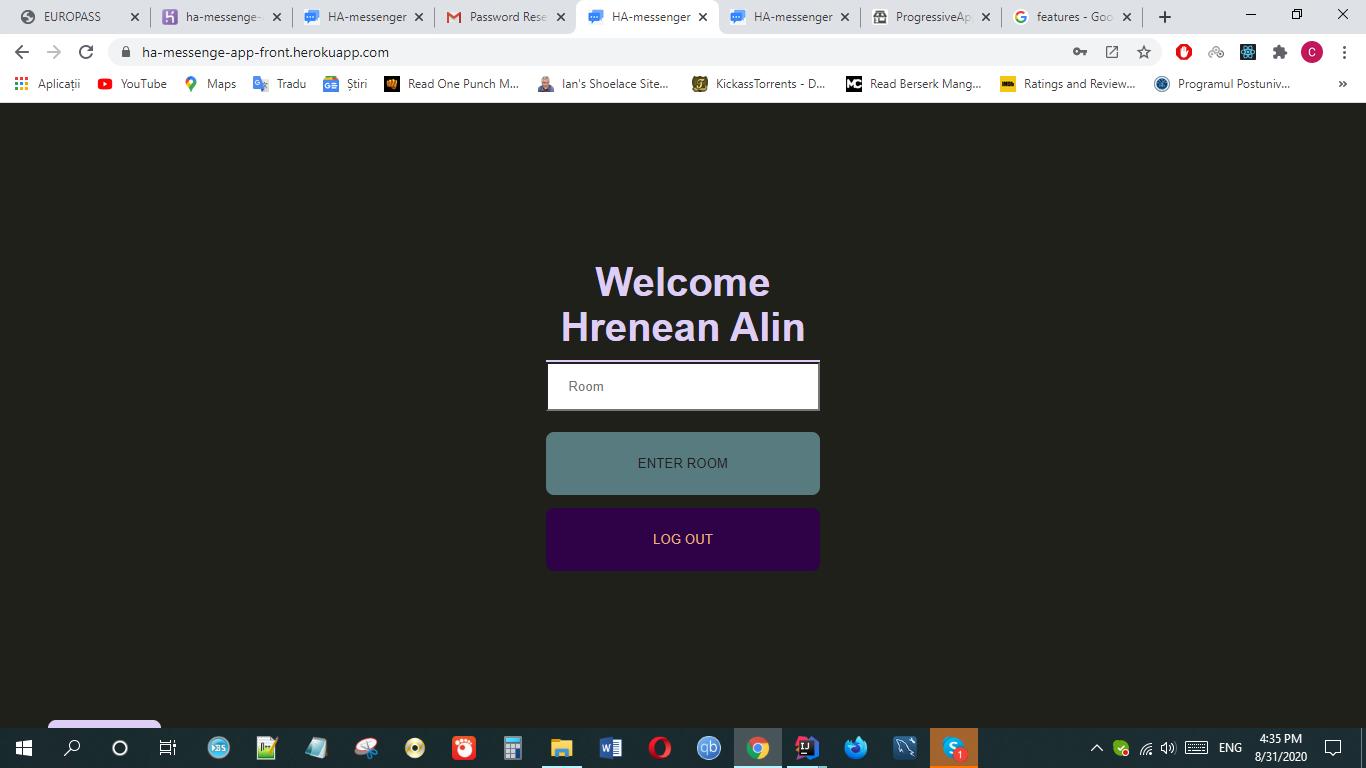 EUROPASS
ha-messenge-
HA-messenger
Password Rese
HA-messenger
HA-messenger
ProgressiveAp
features - Goo
ha-messenge-app-front.herokuapp.com
C
Aplicații
YouTube
Maps
Tradu
Știri
Read One Punch M...
Ian's Shoelace Site...
KickassTorrents - D...
Read Berserk Mang...
Ratings and Review...
Programul Postuniv...
»
Welcome
Hrenean Alin
Room
ENTER ROOM
LOG OUT
ENG
4:35 PM
8/31/2020